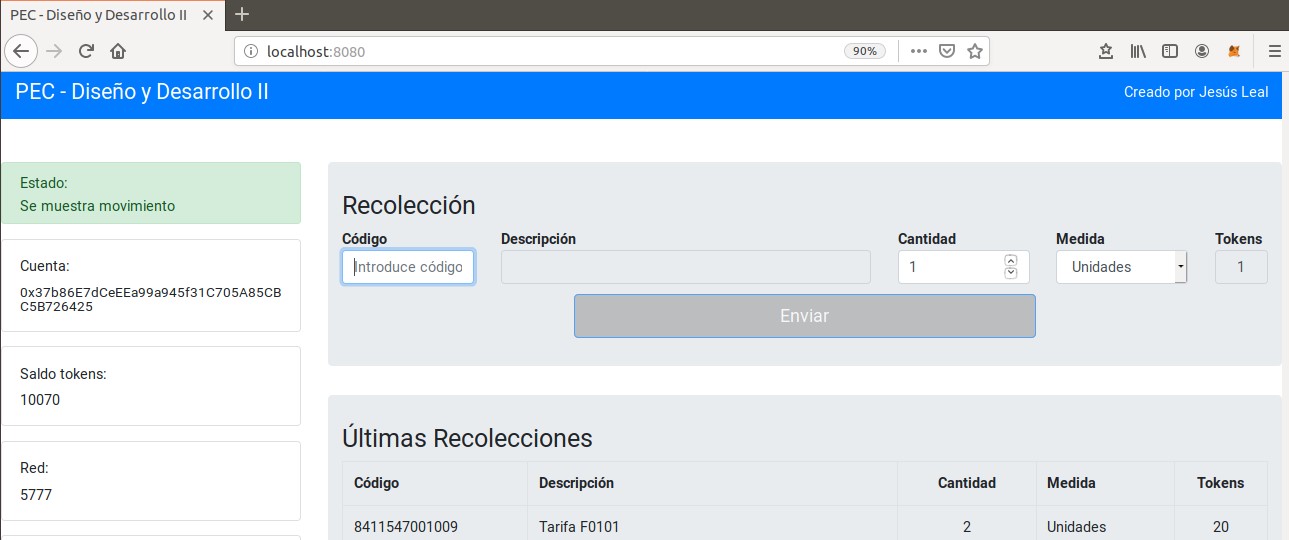 PEC - Diseño y Desarrollo II
localhost:8080
90%
PEC - Diseño y Desarrollo II
Creado por Jesús Leal
Estado:
Se muestra movimiento
Cuenta:
0x37b86E7dCeEEa99a945f31C705A85CB
C5B726425
Saldo tokens:
10070
Red:
5777
Recolección
Código Descripción Cantidad Medida Tokens
Introduce código 1 Unidades 1
Enviar
Últimas Recolecciones
Código Descripción Cantidad Medida Tokens
8411547001009 Tarifa F0101 2 Unidades 20